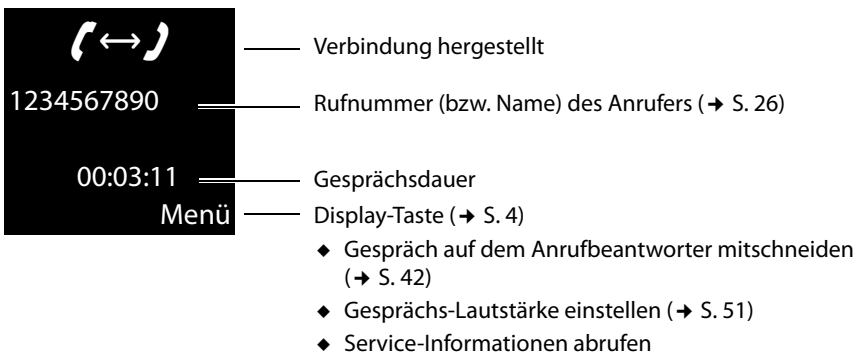 Verbindung hergestellt
1234567890 Rufnummer (bzw. Name) des Anrufers (➔ S. 26)
00:03:11 Gesprächsdauer
Menü Display-Taste (➔ S. 4)
◆ Gespräch auf dem Anrufbeantworter mitschneiden
(➔ S. 42)
◆ Gesprächs-Lautstärke einstellen (➔ S. 51)
◆ Service-Informationen abrufen